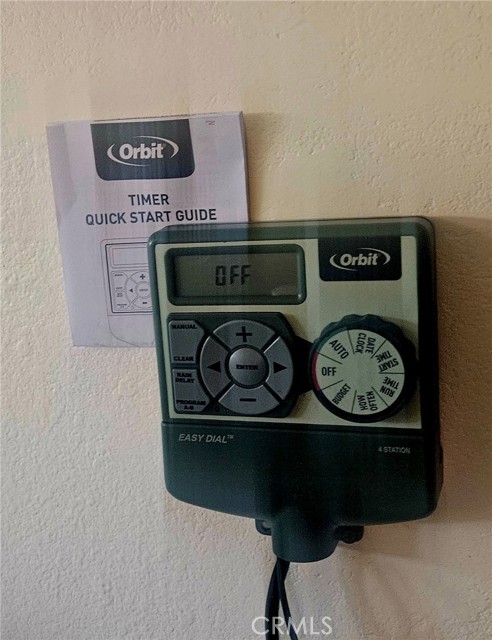 Orbit
TIMER
QUICK START GUIDE
Orbit
OFF
MANUAL
CLEAR
RAIN
DELAY
PROGRAM
A-B
ENTER
AUTO
DATE
CLOCK
START
TIME
RUN
TIME
HOW
OFTEN
BUDGET
OFF
EASY DIAL™
4 STATION
CRMLS